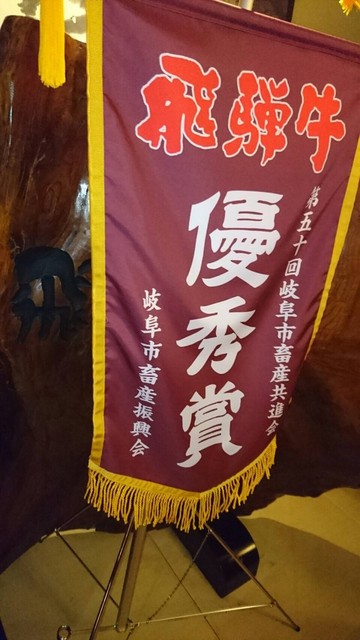 飛騨牛
第五十回岐阜市畜産共進会
優秀賞
岐阜市畜産振興会